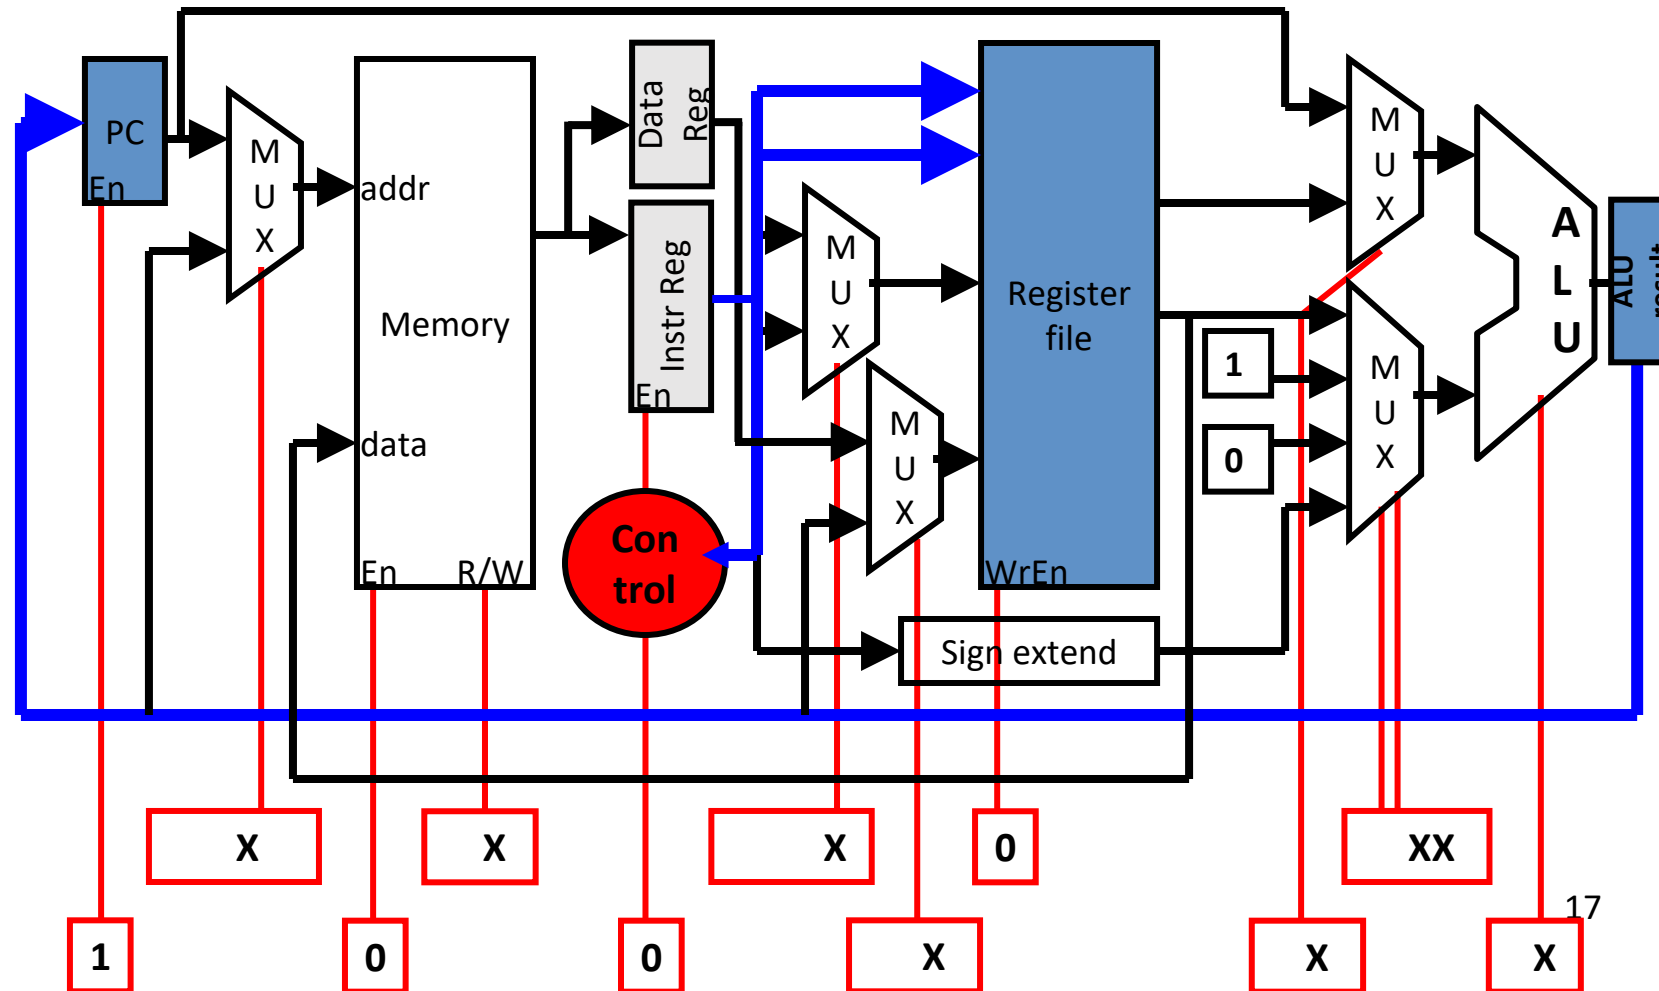 PC
En
M
U
X
addr
Memory
data
En R/W
Data
Reg
Instr Reg
En
Con
trol
M
U
X
M
U
X
Register
file
WrEn
Sign extend
M
U
X
1
0
M
U
X
A
L
U
ALU
result
X
X
X
0
XX
17
1
0
0
X
X
X